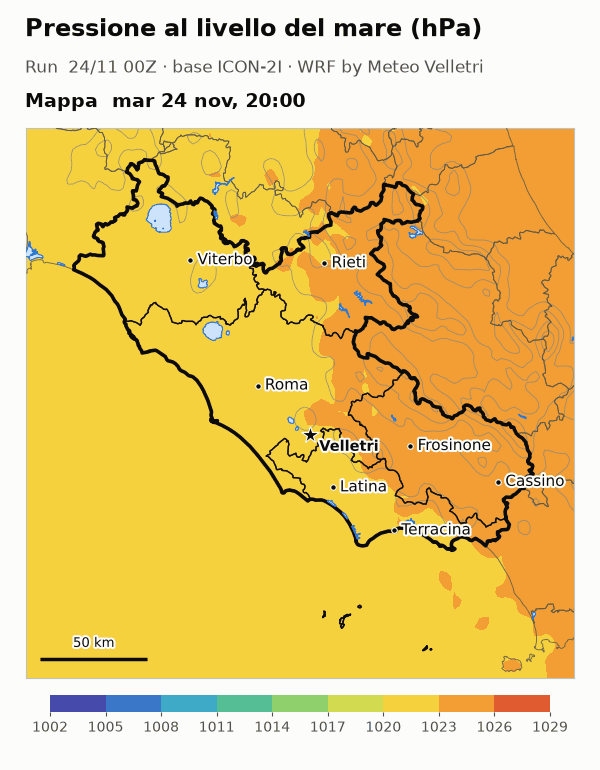 Pressione al livello del mare (hPa)
Run  24/11 00Z · base ICON-2I · WRF by Meteo Velletri
Mappa  mar 24 nov, 20:00
Viterbo
Rieti
Roma
Velletri
Frosinone
Cassino
Latina
Terracina
50 km
1002 1005 1008 1011 1014 1017 1020 1023 1026 1029